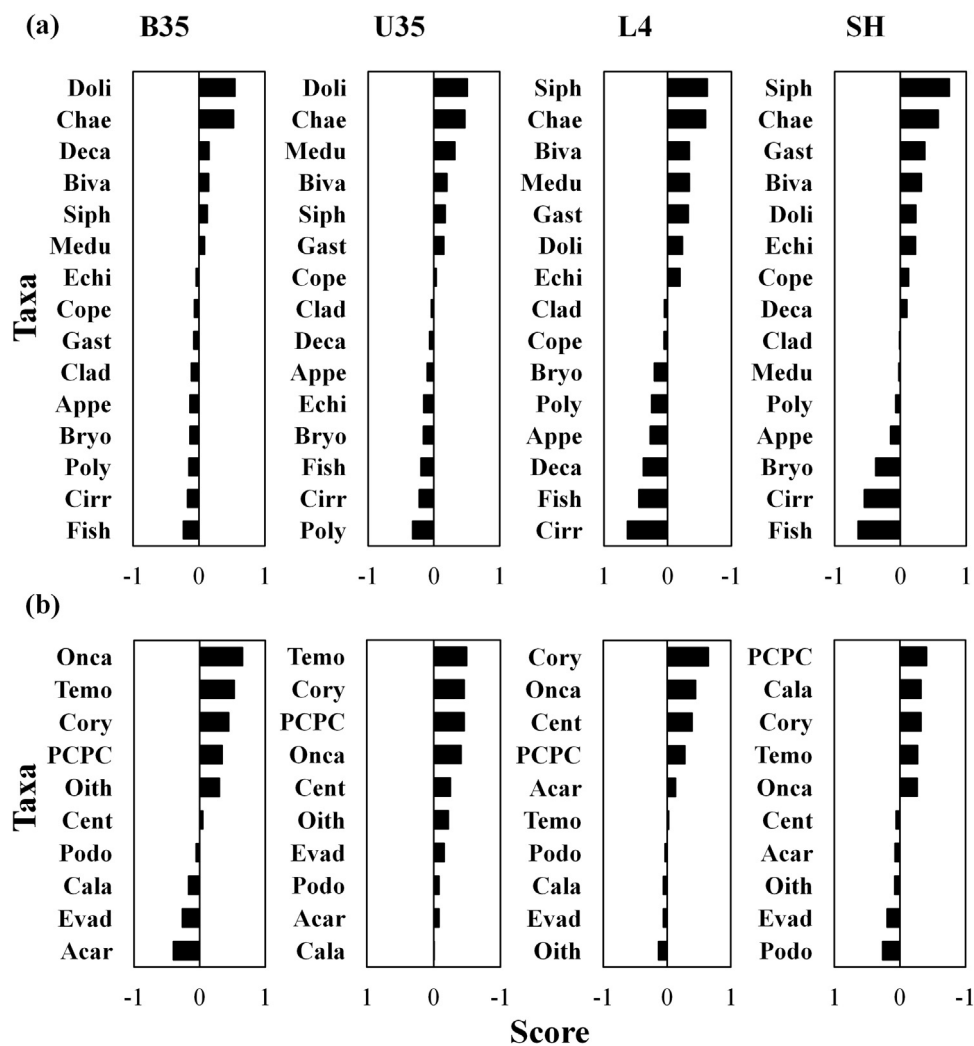 (a) B35 U35 L4 SH
Doli Doli Siph Siph
Chae Chae Chae Chae
Deca Medu Biva Gast
Biva Biva Medu Biva
Siph Siph Gast Doli
Medu Gast Doli Echi
Echi Cope Echi Cope
Cope Clad Clad Deca
Gast Deca Cope Clad
Clad Appe Bryo Medu
Appe Echi Poly Poly
Bryo Bryo Appe Appe
Poly Fish Deca Bryo
Cirr Cirr Fish Cirr
Fish Poly Cirr Fish
Taxa
-1 0 1 -1 0 1 1 0 -1 -1 0 1
(b)
Onca Temo Cory PCPC
Temo Cory Onca Cala
Cory PCPC Cent Cory
PCPC Onca PCPC Temo
Oith Cent Acar Onca
Cent Oith Temo Cent
Podo Evad Podo Acar
Cala Podo Cala Oith
Evad Acar Evad Evad
Acar Cala Oith Podo
Taxa
-1 0 1 1 0 -1 1 0 -1 1 0 -1
Score